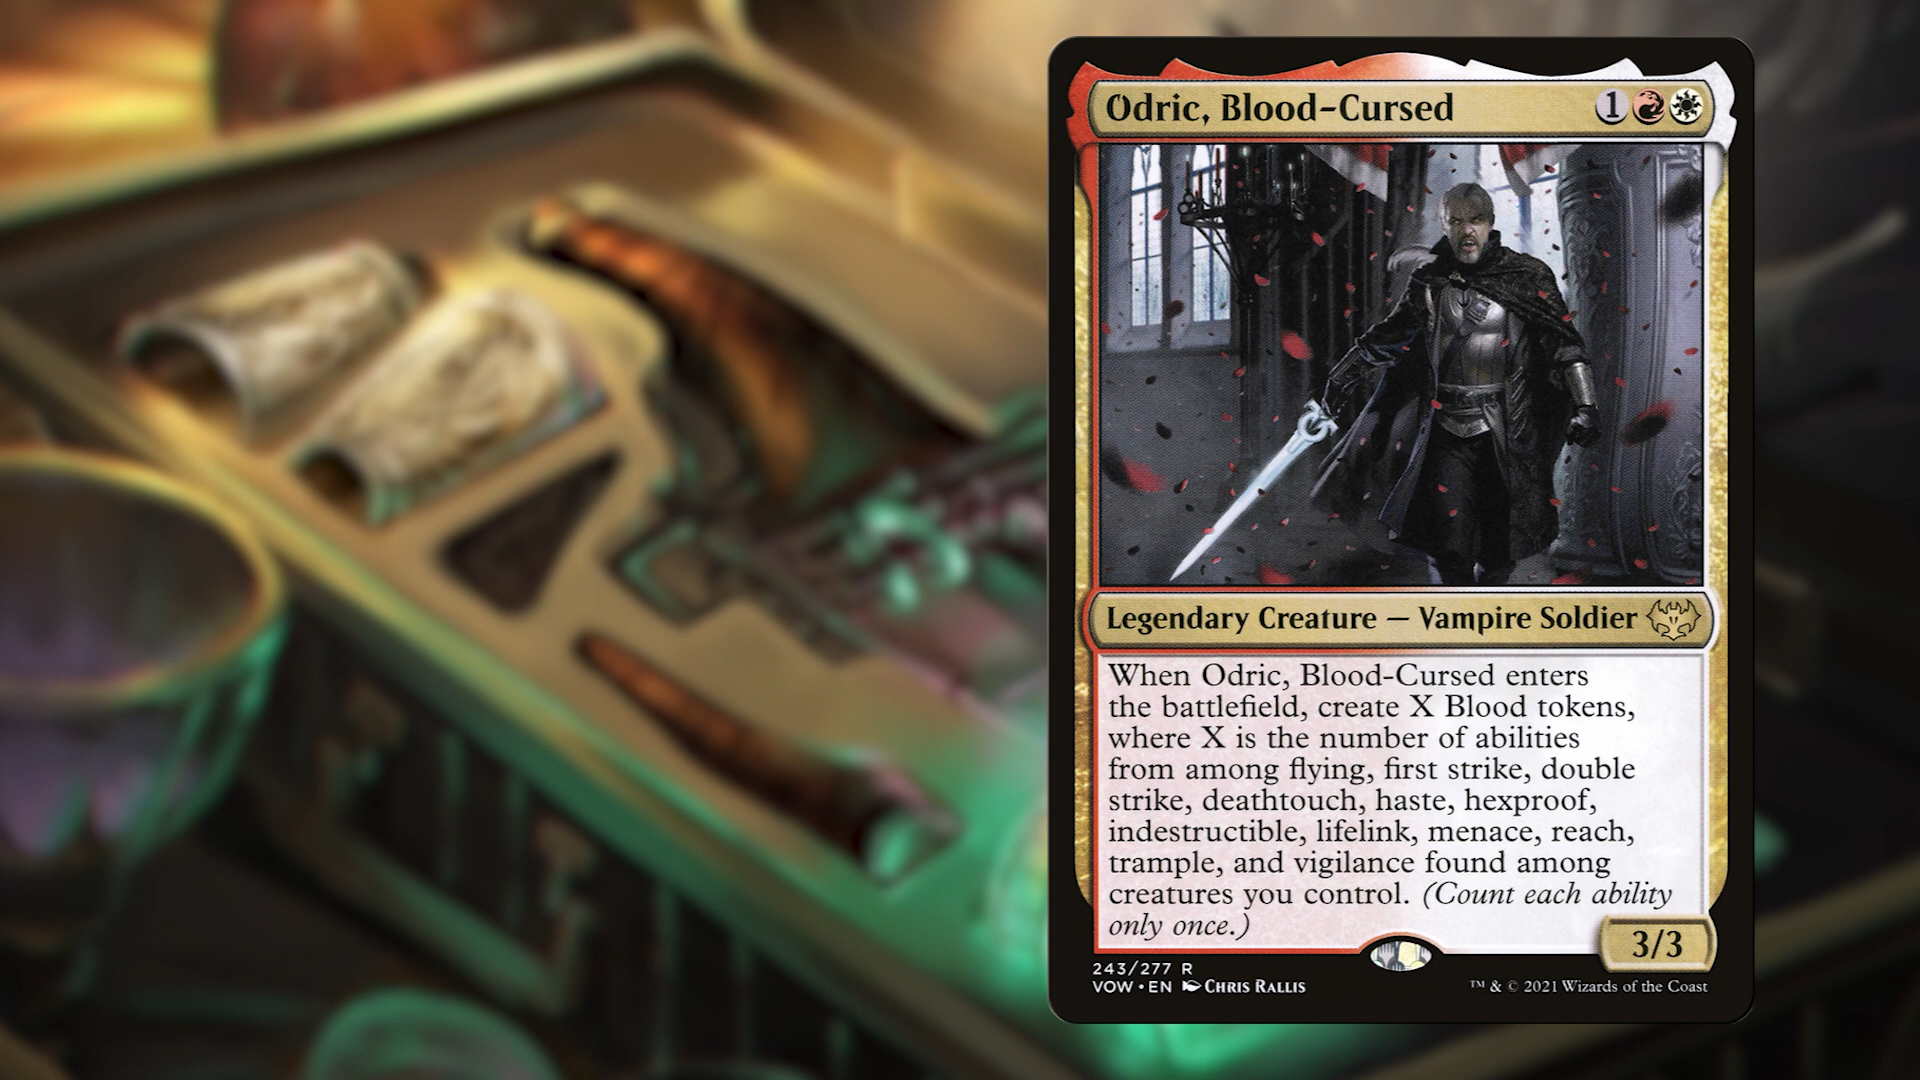 Odric, Blood-Cursed 1
Legendary Creature — Vampire Soldier
When Odric, Blood-Cursed enters
the battlefield, create X Blood tokens,
where X is the number of abilities
from among flying, first strike, double
strike, deathtouch, haste, hexproof,
indestructible, lifelink, menace, reach,
trample, and vigilance found among
creatures you control. (Count each ability
only once.)
3/3
243/277 R
VOW • EN Chris Rallis
™ & © 2021 Wizards of the Coast